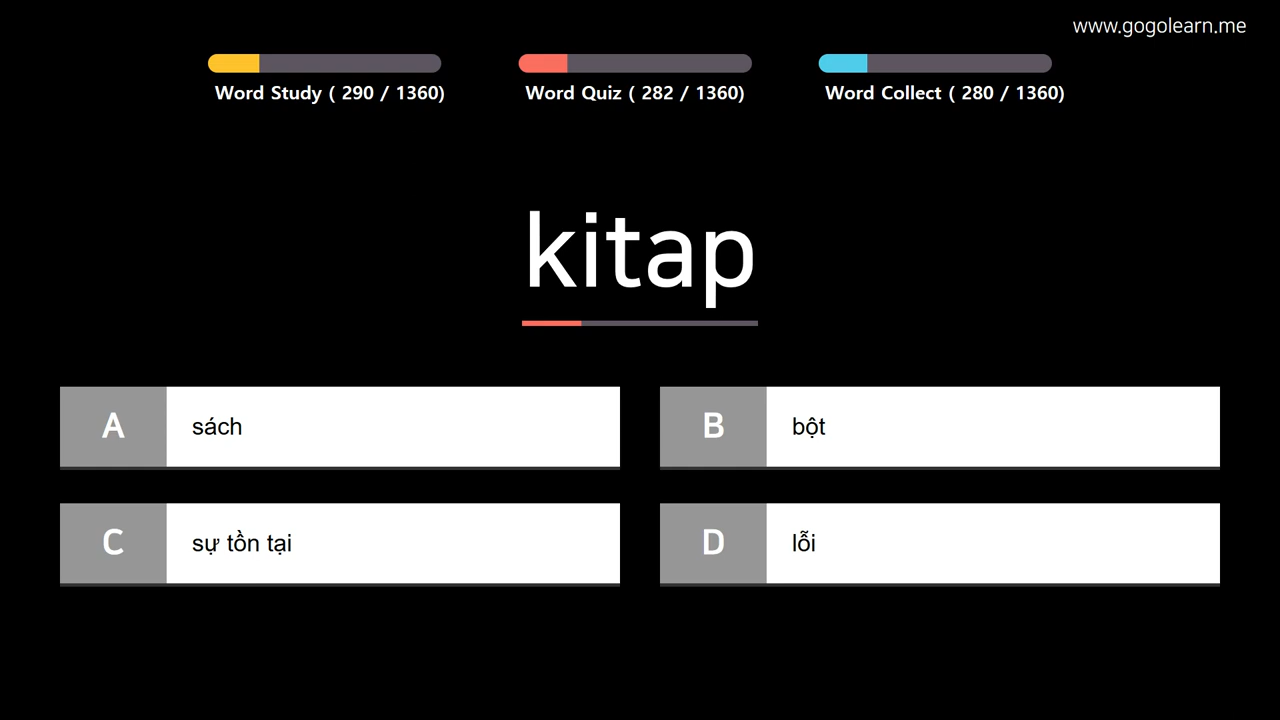 www.gogolearn.me
Word Study ( 290 / 1360)
Word Quiz ( 282 / 1360)
Word Collect ( 280 / 1360)
kitap
A sách
B bột
C sự tồn tại
D lỗi